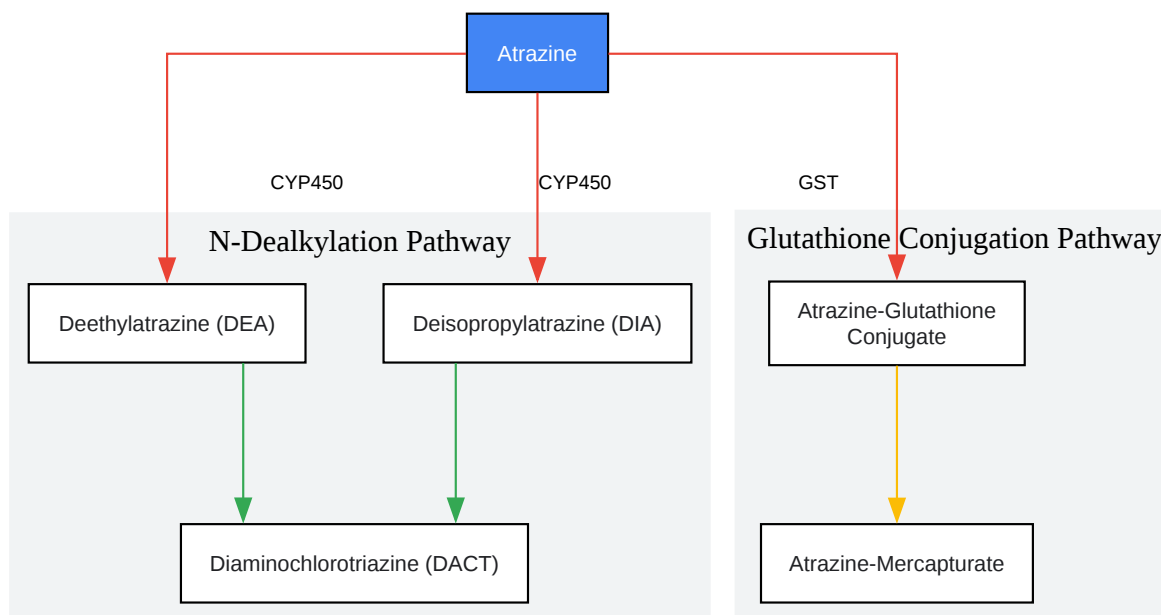 Atrazine
CYP450
CYP450
GST
N-Dealkylation Pathway
Glutathione Conjugation Pathway
Deethylatrazine (DEA)
Deisopropylatrazine (DIA)
Atrazine-Glutathione
Conjugate
Diaminochlorotriazine (DACT)
Atrazine-Mercapturate